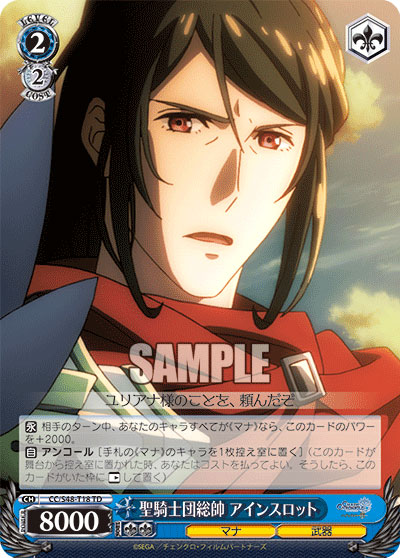 LEVEL
2
2
COST
SAMPLE
ユリアナ様のことを、頼んだぞ
永 相手のターン中、あなたのキャラすべてが《マナ》なら、このカードのパワー
を+2000。
自 アンコール [手札の《マナ》のキャラを1枚控え室に置く] (このカードが
舞台から控え室に置かれた時、あなたはコストを払ってよい。そうしたら、この
カードがいた枠に[レスト]して置く)
CH CC/S48-T18 TD
聖騎士団総帥 アインスロット
POWER
8000
マナ 武器
©SEGA / チェンクロ・フィルムパートナーズ